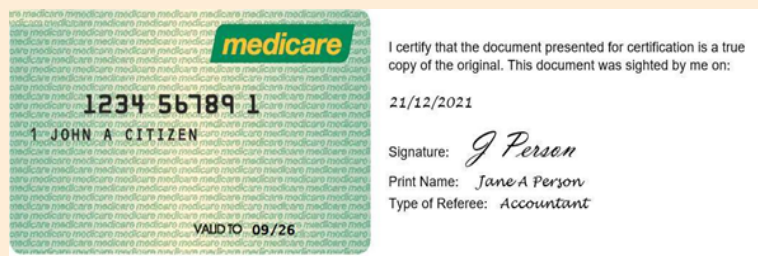 medicare
1234 56789 1
1 JOHN A CITIZEN
VALID TO 09/26
I certify that the document presented for certification is a true
copy of the original. This document was sighted by me on:
21/12/2021
Signature: J Person
Print Name: Jane A Person
Type of Referee: Accountant